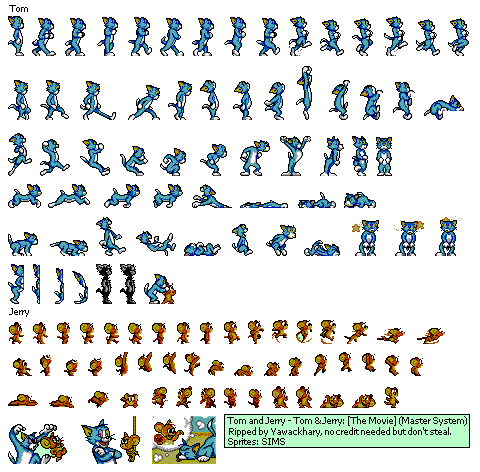 Tom
Jerry
Tom and Jerry - Tom & Jerry: [The Movie] (Master System)
Ripped by Yawackhary, no credit needed but don't steal.
Sprites: SIMS